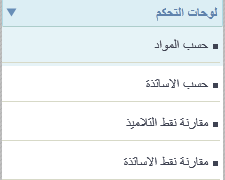 لوحات التحكم
حسب المواد
حسب الاساتذة
مقارنة نقط التلاميذ
مقارنة نقط الاساتذة